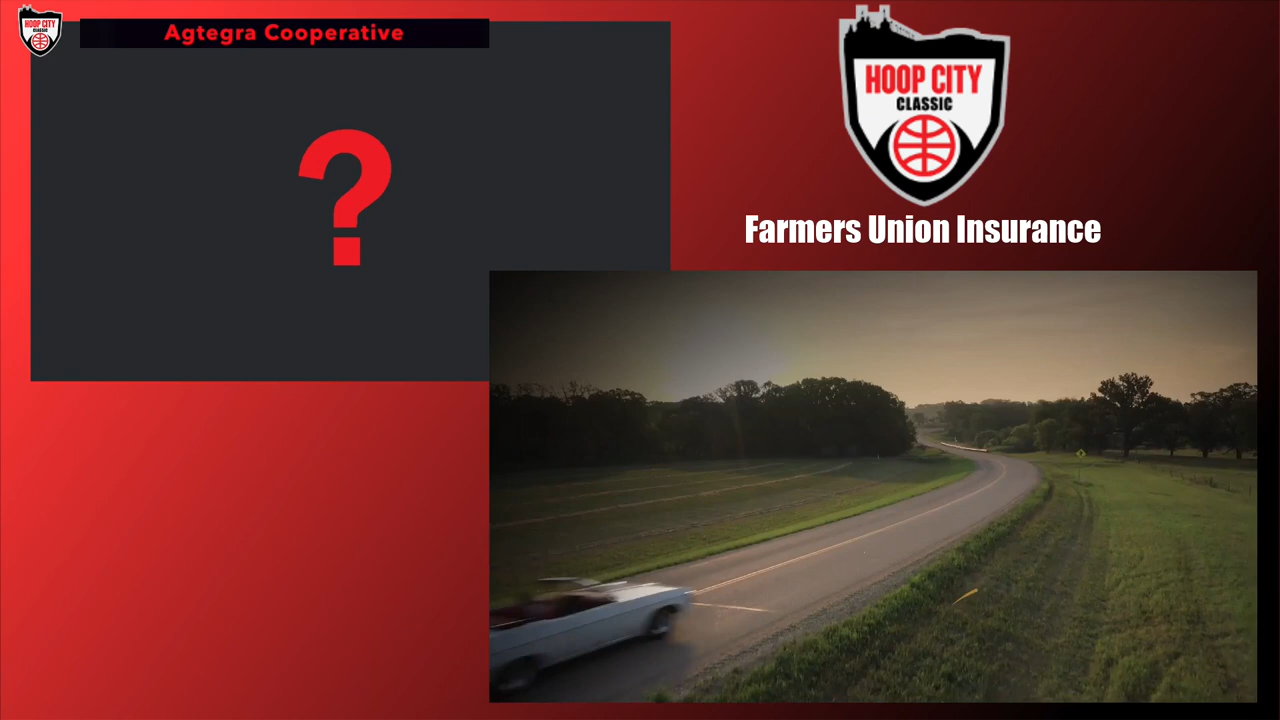 HOOP CITY
CLASSIC
Agtegra Cooperative
?
HOOP CITY
CLASSIC
Farmers Union Insurance